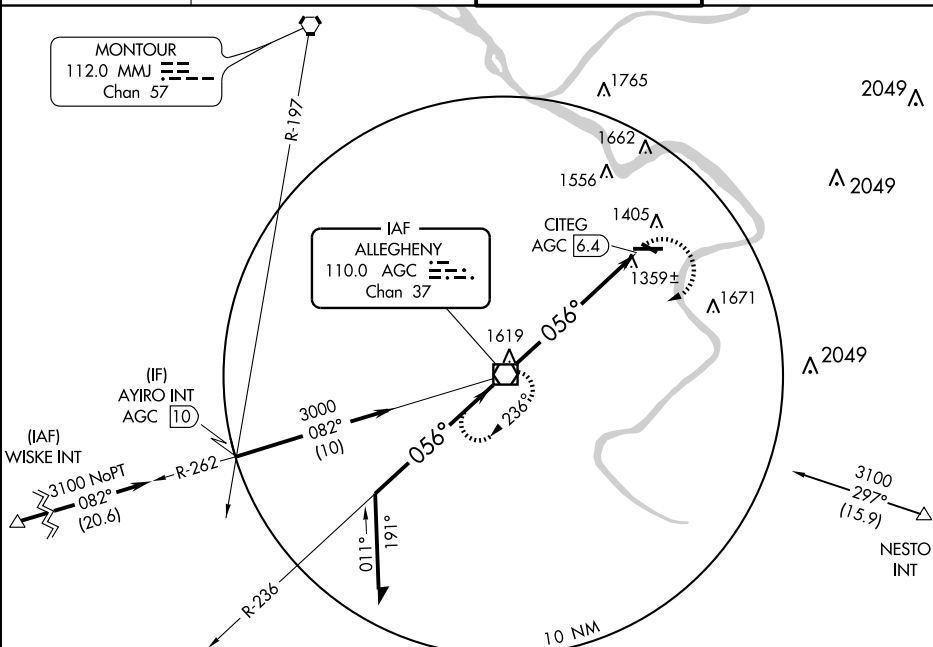 MONTOUR
112.0 MMJ
Chan 57
R-197
1765
2049
1662
2049
1556
1405
CITEG
AGC 6.4
IAF
ALLEGHENY
110.0 AGC
Chan 37
1359±
056°
1671
1619
2049
(IF)
AYIRO INT
AGC 10
3000
082°
(10)
236°
056°
(IAF)
WISKE INT
R-262
3100 NoPT
082°
(20.6)
3100
297°
(15.9)
NESTO
INT
011°
191°
R-236
10 NM